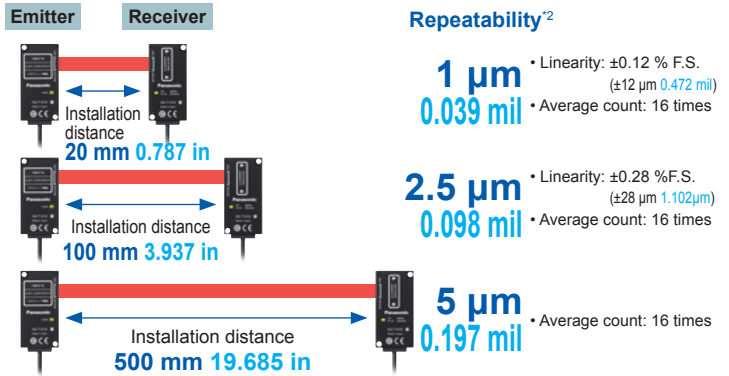 Emitter Receiver Repeatability*2
Panasonic Panasonic
Installation
distance
20 mm 0.787 in
1 µm
0.039 mil
• Linearity: ±0.12 % F.S.
(±12 µm 0.472 mil)
• Average count: 16 times
Panasonic Panasonic
Installation distance
100 mm 3.937 in
2.5 µm
0.098 mil
• Linearity: ±0.28 %F.S.
(±28 µm 1.102µm)
• Average count: 16 times
Panasonic Panasonic
Installation distance
500 mm 19.685 in
5 µm
0.197 mil
• Average count: 16 times